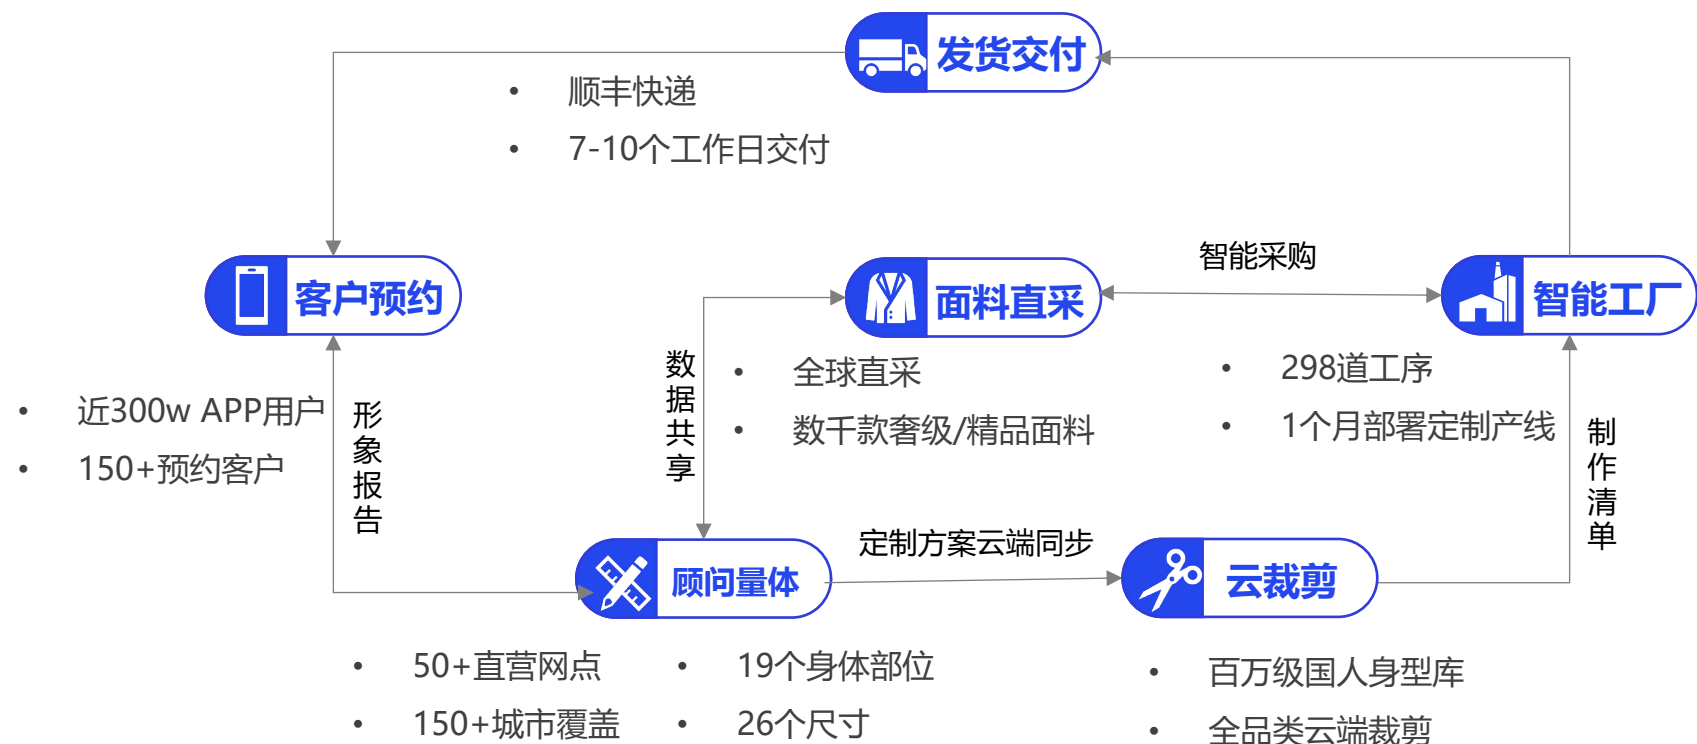 发货交付
• 顺丰快递
• 7-10个工作日交付
智能采购
客户预约
面料直采
智能工厂
数据共享
• 全球直采
• 数千款奢级/精品面料
• 298道工序
• 1个月部署定制产线
• 近300w APP用户
• 150+预约客户
形象报告
制作清单
定制方案云端同步
顾问量体
云裁剪
• 50+直营网点
• 150+城市覆盖
• 19个身体部位
• 26个尺寸
• 百万级国人身型库
• 全品类云端裁剪